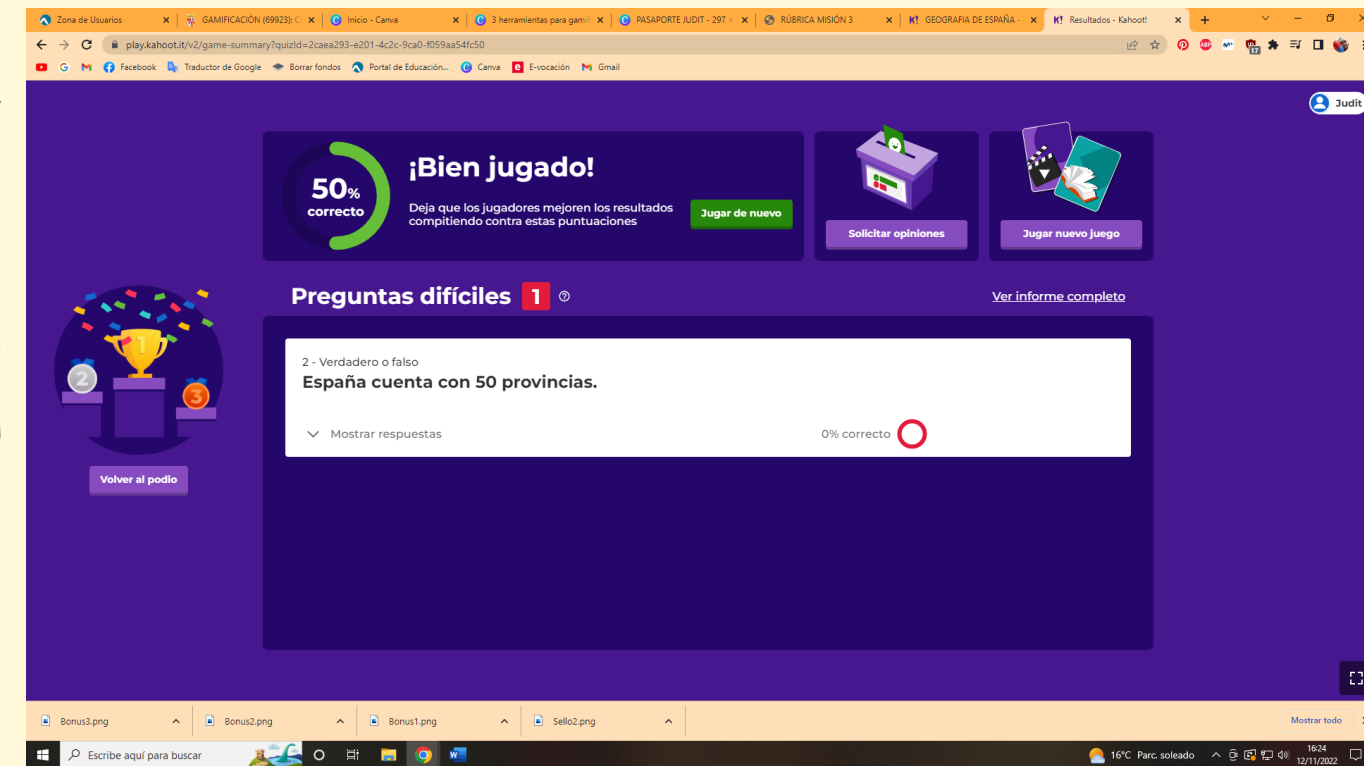 Zona de Usuarios
GAMIFICACIÓN (69923): C
Inicio - Canva
3 herramientas para gami
PASAPORTE JUDIT - 297 ×
RÚBRICA MISIÓN 3
GEOGRAFIA DE ESPAÑA -
Resultados - Kahoot!
play.kahoot.it/v2/game-summary?quizId=2caea293-e201-4c2c-9ca0-f059aa54fc50
Facebook
Traductor de Google
Borrar fondos
Portal de Educación...
Canva
E-vocación
Gmail
Judit
50%
correcto
¡Bien jugado!
Deja que los jugadores mejoren los resultados
compitiendo contra estas puntuaciones
Jugar de nuevo
Solicitar opiniones
Jugar nuevo juego
Preguntas difíciles 1
Ver informe completo
1
2
3
Volver al podio
2 - Verdadero o falso
España cuenta con 50 provincias.
Mostrar respuestas
0% correcto
Bonus3.png
Bonus2.png
Bonus1.png
Sello2.png
Mostrar todo
Escribe aquí para buscar
16°C Parc. soleado
16:24
12/11/2022